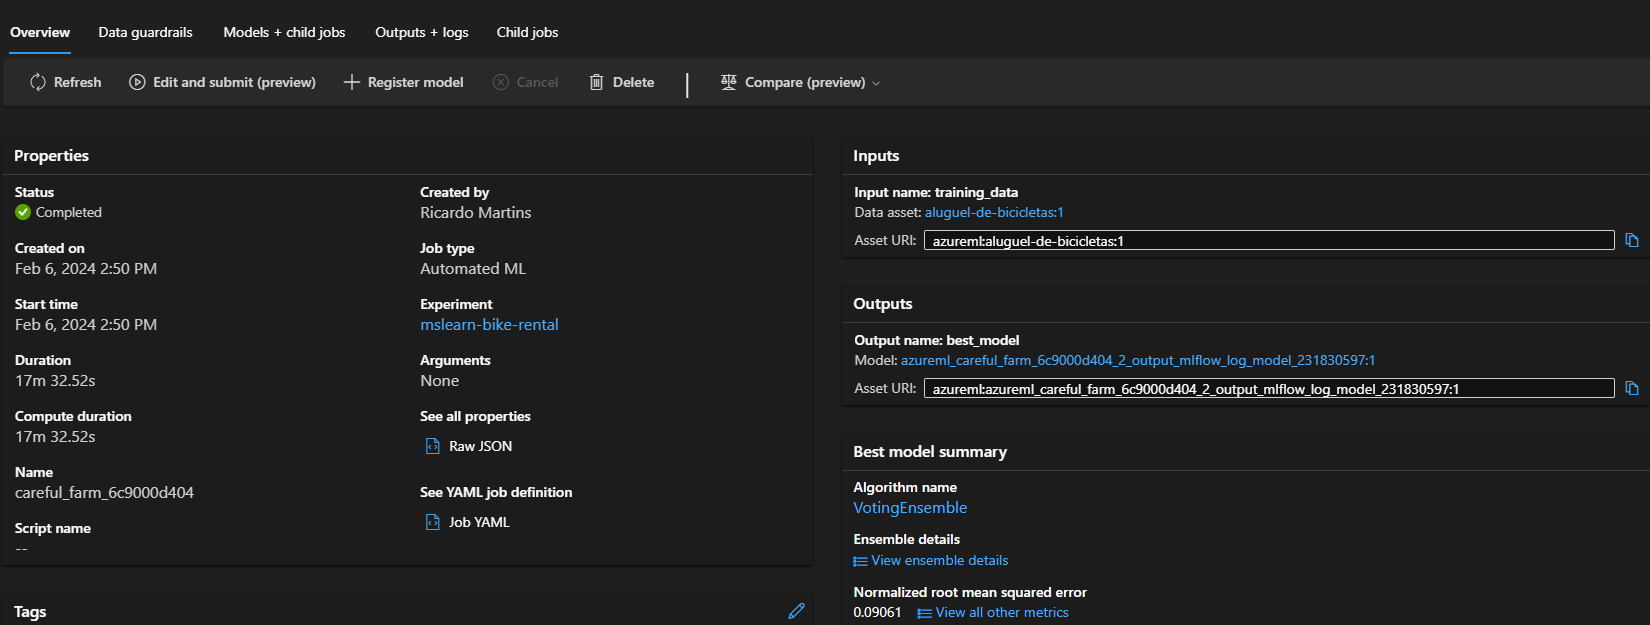 Overview Data guardrails Models + child jobs Outputs + logs Child jobs
Refresh Edit and submit (preview) Register model Cancel Delete Compare (preview)
Properties
Status
Completed
Created on
Feb 6, 2024 2:50 PM
Start time
Feb 6, 2024 2:50 PM
Duration
17m 32.52s
Compute duration
17m 32.52s
Name
careful_farm_6c9000d404
Script name
--
Created by
Ricardo Martins
Job type
Automated ML
Experiment
mslearn-bike-rental
Arguments
None
See all properties
Raw JSON
See YAML job definition
Job YAML
Tags
Inputs
Input name: training_data
Data asset: aluguel-de-bicicletas:1
Asset URI: azureml:aluguel-de-bicicletas:1
Outputs
Output name: best_model
Model: azureml_careful_farm_6c9000d404_2_output_mlflow_log_model_231830597:1
Asset URI: azureml:azureml_careful_farm_6c9000d404_2_output_mlflow_log_model_231830597:1
Best model summary
Algorithm name
VotingEnsemble
Ensemble details
View ensemble details
Normalized root mean squared error
0.09061 View all other metrics